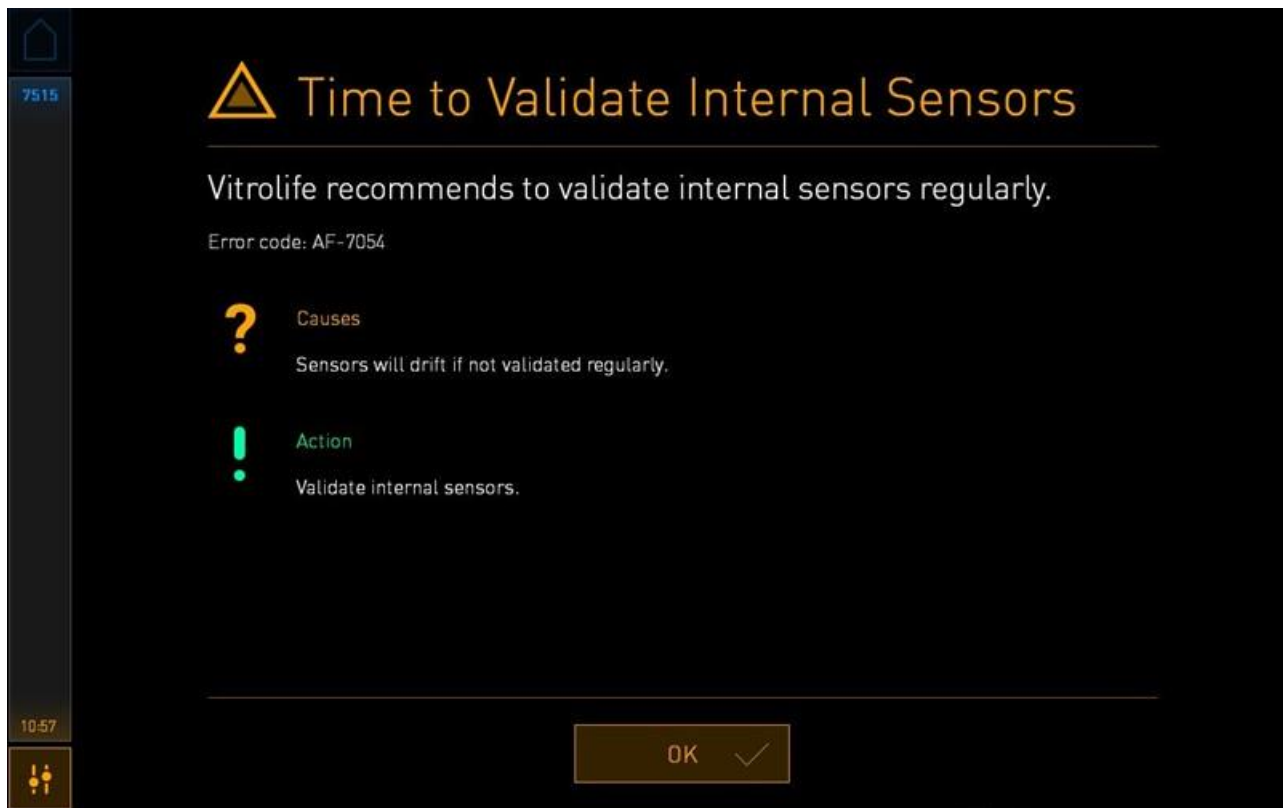 7515
Time to Validate Internal Sensors
Vitrolife recommends to validate internal sensors regularly.
Error code: AF-7054
?
Causes
Sensors will drift if not validated regularly.
!
Action
Validate internal sensors.
10:57
OK